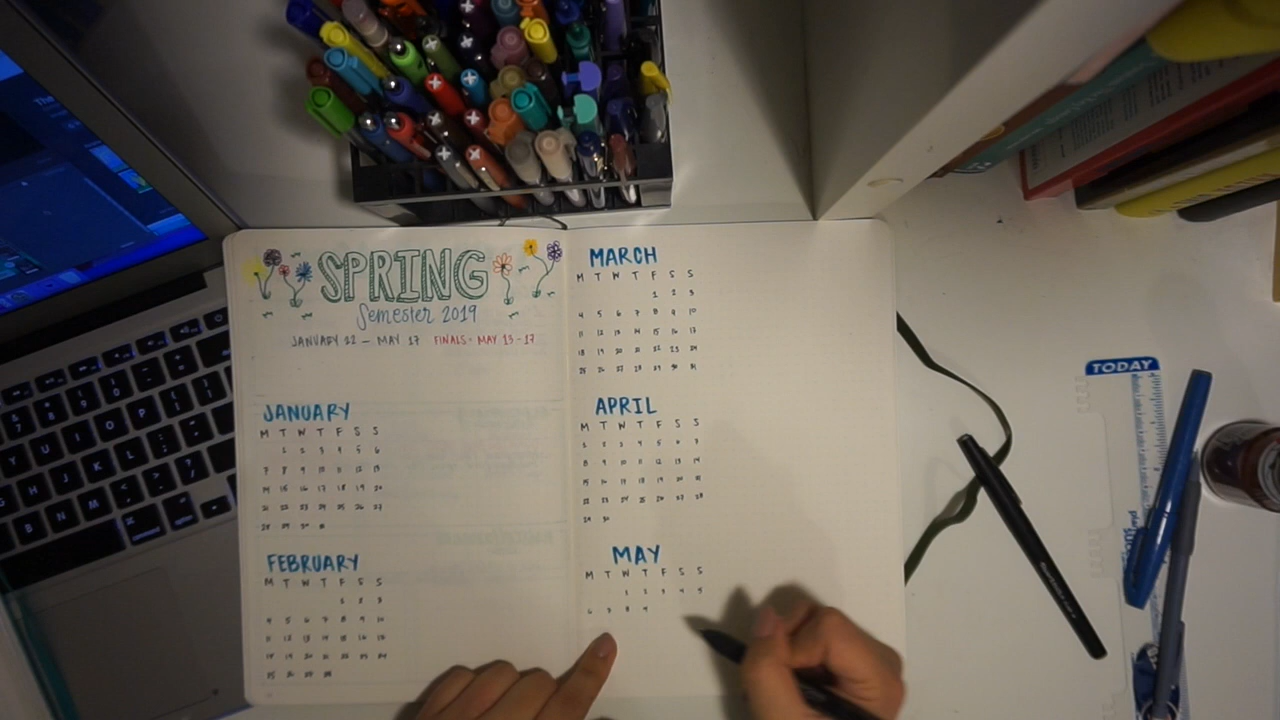 SPRING
Semester 2019
JANUARY 22 - MAY 17 FINALS - MAY 13-17
JANUARY
M T W T F S S
1 2 3 4 5 6
7 8 9 10 11 12 13
14 15 16 17 18 19 20
21 22 23 24 25 26 27
28 29 30 31
FEBRUARY
M T W T F S S
1 2 3
4 5 6 7 8 9 10
11 12 13 14 15 16 17
18 19 20 21 22 23 24
25 26 27 28
MARCH
M T W T F S S
1 2 3
4 5 6 7 8 9 10
11 12 13 14 15 16 17
18 19 20 21 22 23 24
25 26 27 28 29 30 31
APRIL
M T W T F S S
1 2 3 4 5 6 7
8 9 10 11 12 13 14
15 16 17 18 19 20 21
22 23 24 25 26 27 28
29 30
MAY
M T W T F S S
1 2 3 4 5
6 7 8 9
TODAY